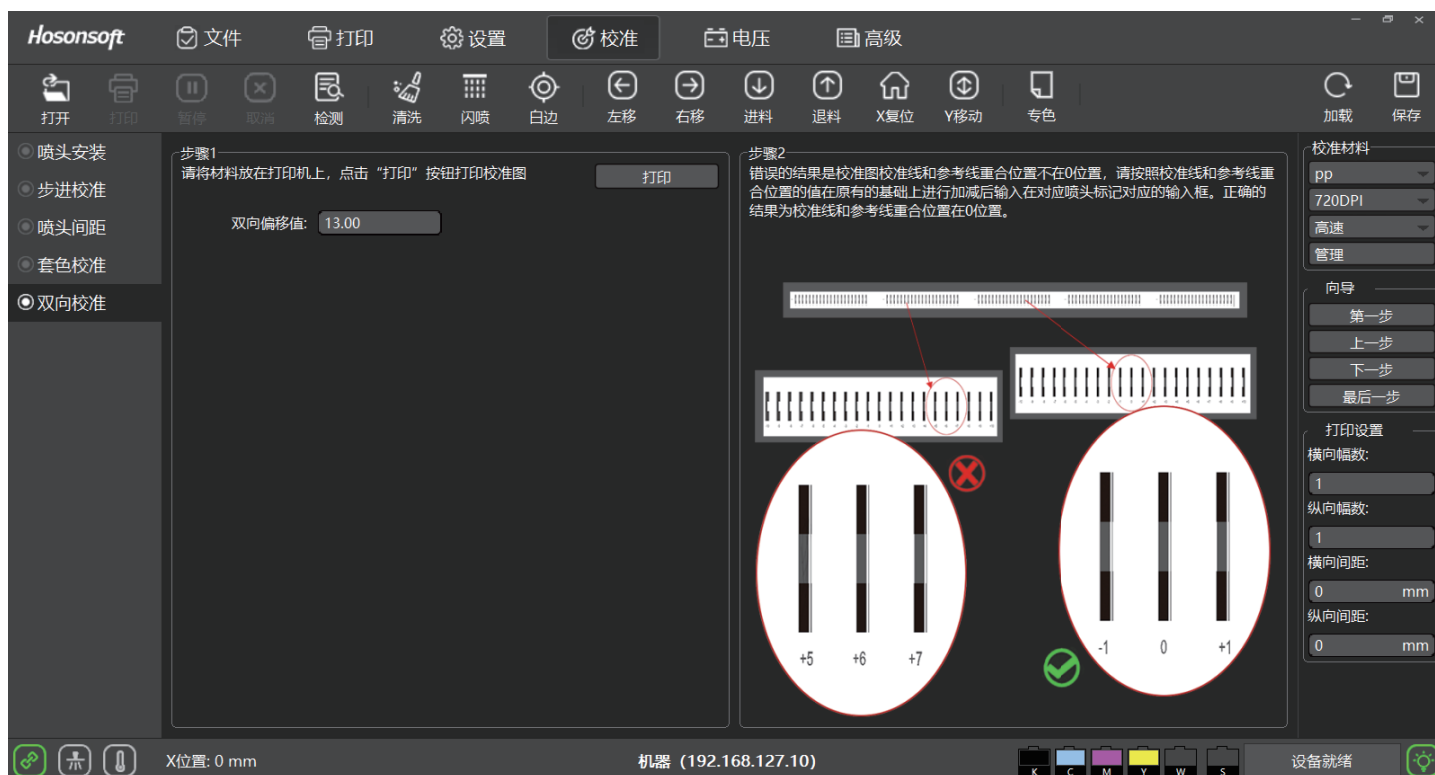 Hosonsoft
文件
打印
设置
校准
电压
高级
打开
打印
暂停
取消
检测
清洗
闪喷
白边
左移
右移
进料
退料
X复位
Y移动
专色
加载
保存
喷头安装
步进校准
喷头间距
套色校准
双向校准
步骤1
请将材料放在打印机上，点击“打印”按钮打印校准图
打印
双向偏移值:
13.00
步骤2
错误的结果是校准图校准线和参考线重合位置不在0位置，请按照校准线和参考线重
合位置的值在原有的基础上进行加减后输入在对应喷头标记对应的输入框。正确的
结果为校准线和参考线重合位置在0位置。
+5 +6 +7
-1 0 +1
校准材料
pp
720DPI
高速
管理
向导
第一步
上一步
下一步
最后一步
打印设置
横向幅数:
1
纵向幅数:
1
横向间距:
0 mm
纵向间距:
0 mm
X位置: 0 mm
机器 (192.168.127.10)
K C M Y W S
设备就绪